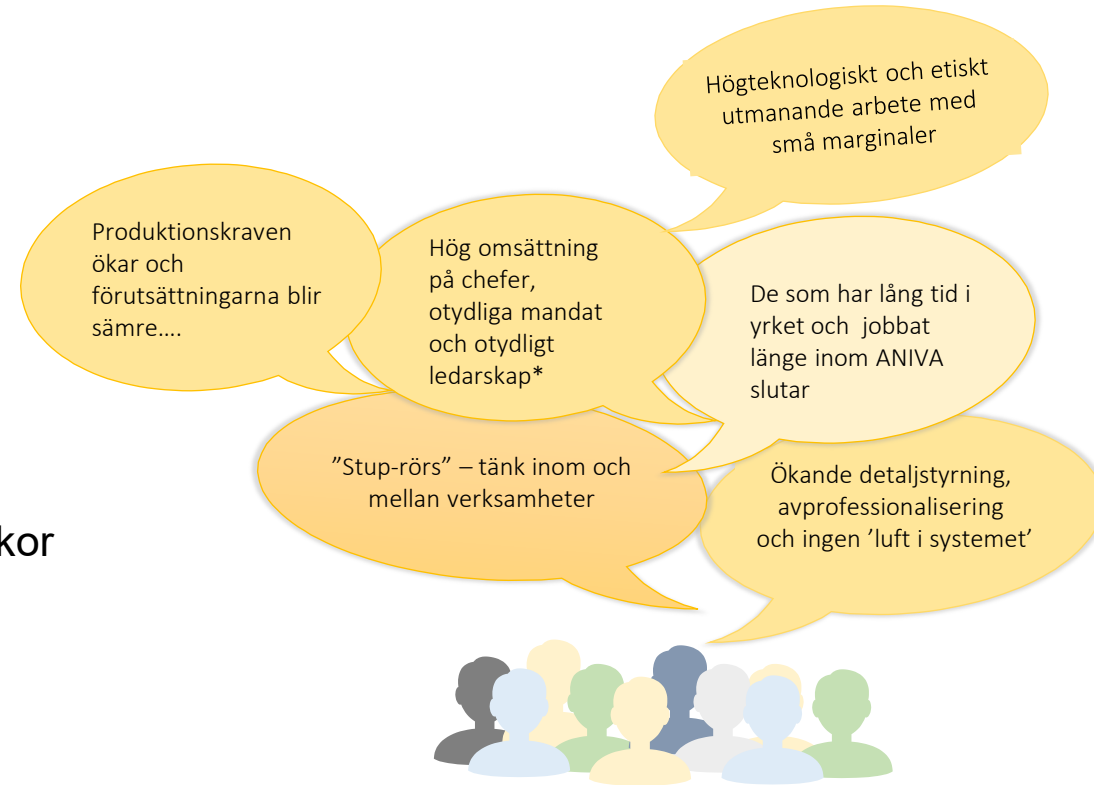 Högteknologiskt och etiskt
utmanande arbete med
små marginaler
Produktionskraven
ökar och
förutsättningarna blir
sämre....
Hög omsättning
på chefer,
otydliga mandat
och otydligt
ledarskap*
De som har lång tid i
yrket och jobbat
länge inom ANIVA
slutar
”Stup-rörs” – tänk inom och
mellan verksamheter
Ökande detaljstyrning,
avprofessionalisering
och ingen ’luft i systemet’
kor